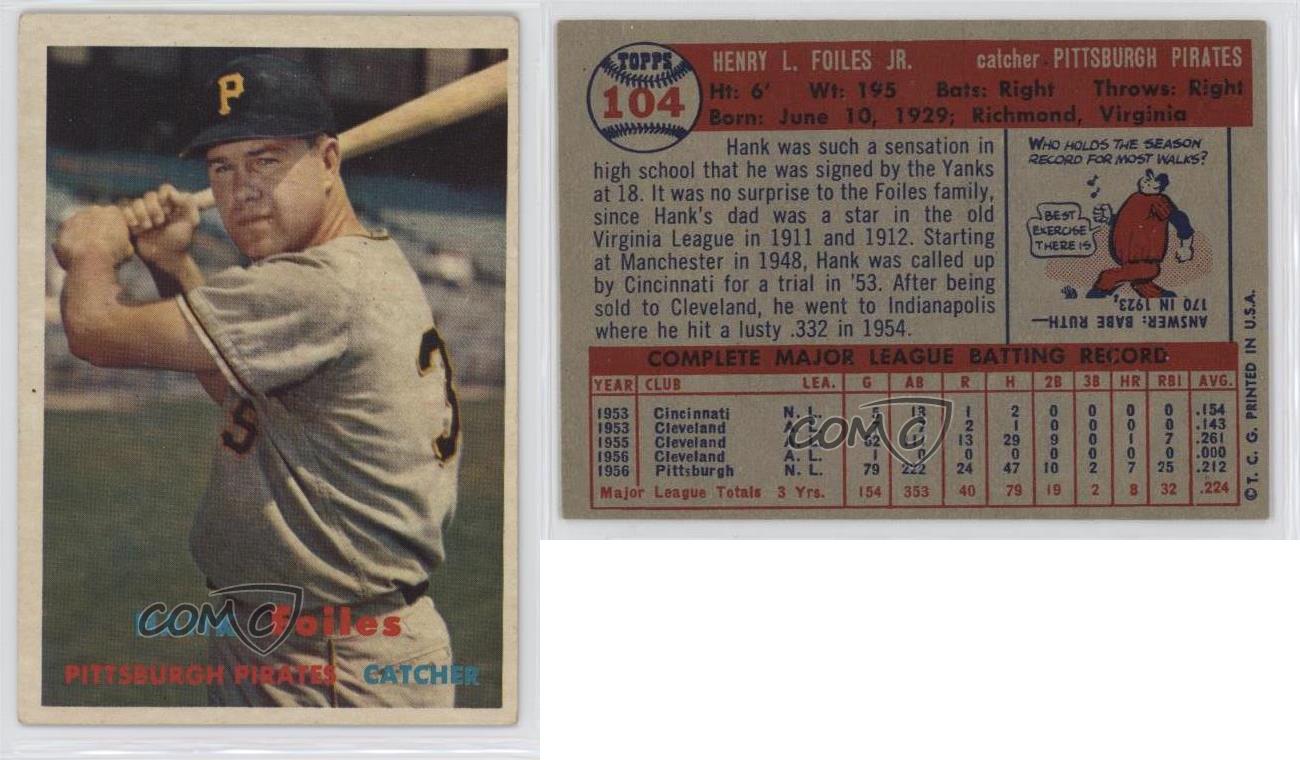 P
3
S
Foiles
PITTSBURGH PIRATES CATCHER
COMC
TOPPS
104
HENRY L. FOILES JR. catcher PITTSBURGH PIRATES
Ht: 6' Wt: 195 Bats: Right Throws: Right
Born: June 10, 1929; Richmond, Virginia
Hank was such a sensation in
high school that he was signed by the Yanks
at 18. It was no surprise to the Foiles family,
since Hank's dad was a star in the old
Virginia League in 1911 and 1912. Starting
at Manchester in 1948, Hank was called up
by Cincinnati for a trial in '53. After being
sold to Cleveland, he went to Indianapolis
where he hit a lusty .332 in 1954.
WHO HOLDS THE SEASON
RECORD FOR MOST WALKS?
BEST
EXERCISE
THERE IS
ANSWER: BABE RUTH—
170 IN 1923.
COMPLETE MAJOR LEAGUE BATTING RECORD
YEAR CLUB LEA. G AB R H 2B 3B HR RBI AVG.
1953 Cincinnati N. L. 5 13 1 2 0 0 0 0 .154
1953 Cleveland 7 2 1 0 0 0 0 .143
1955 Cleveland A. L. 62 111 13 29 9 0 1 7 .261
1956 Cleveland A. L. 1 0 0 0 0 0 0 0 .000
1956 Pittsburgh N. L. 79 222 24 47 10 2 7 25 .212
Major League Totals 3 Yrs. 154 353 40 79 19 2 8 32 .224
COMC
© T. C. G. PRINTED IN U.S.A.